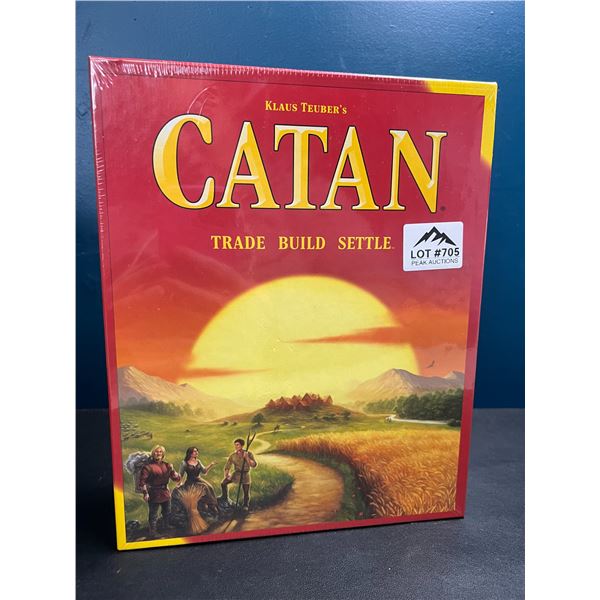 KLAUS TEUBER'S
CATAN
TRADE BUILD SETTLE
LOT #705
PEAK AUCTIONS